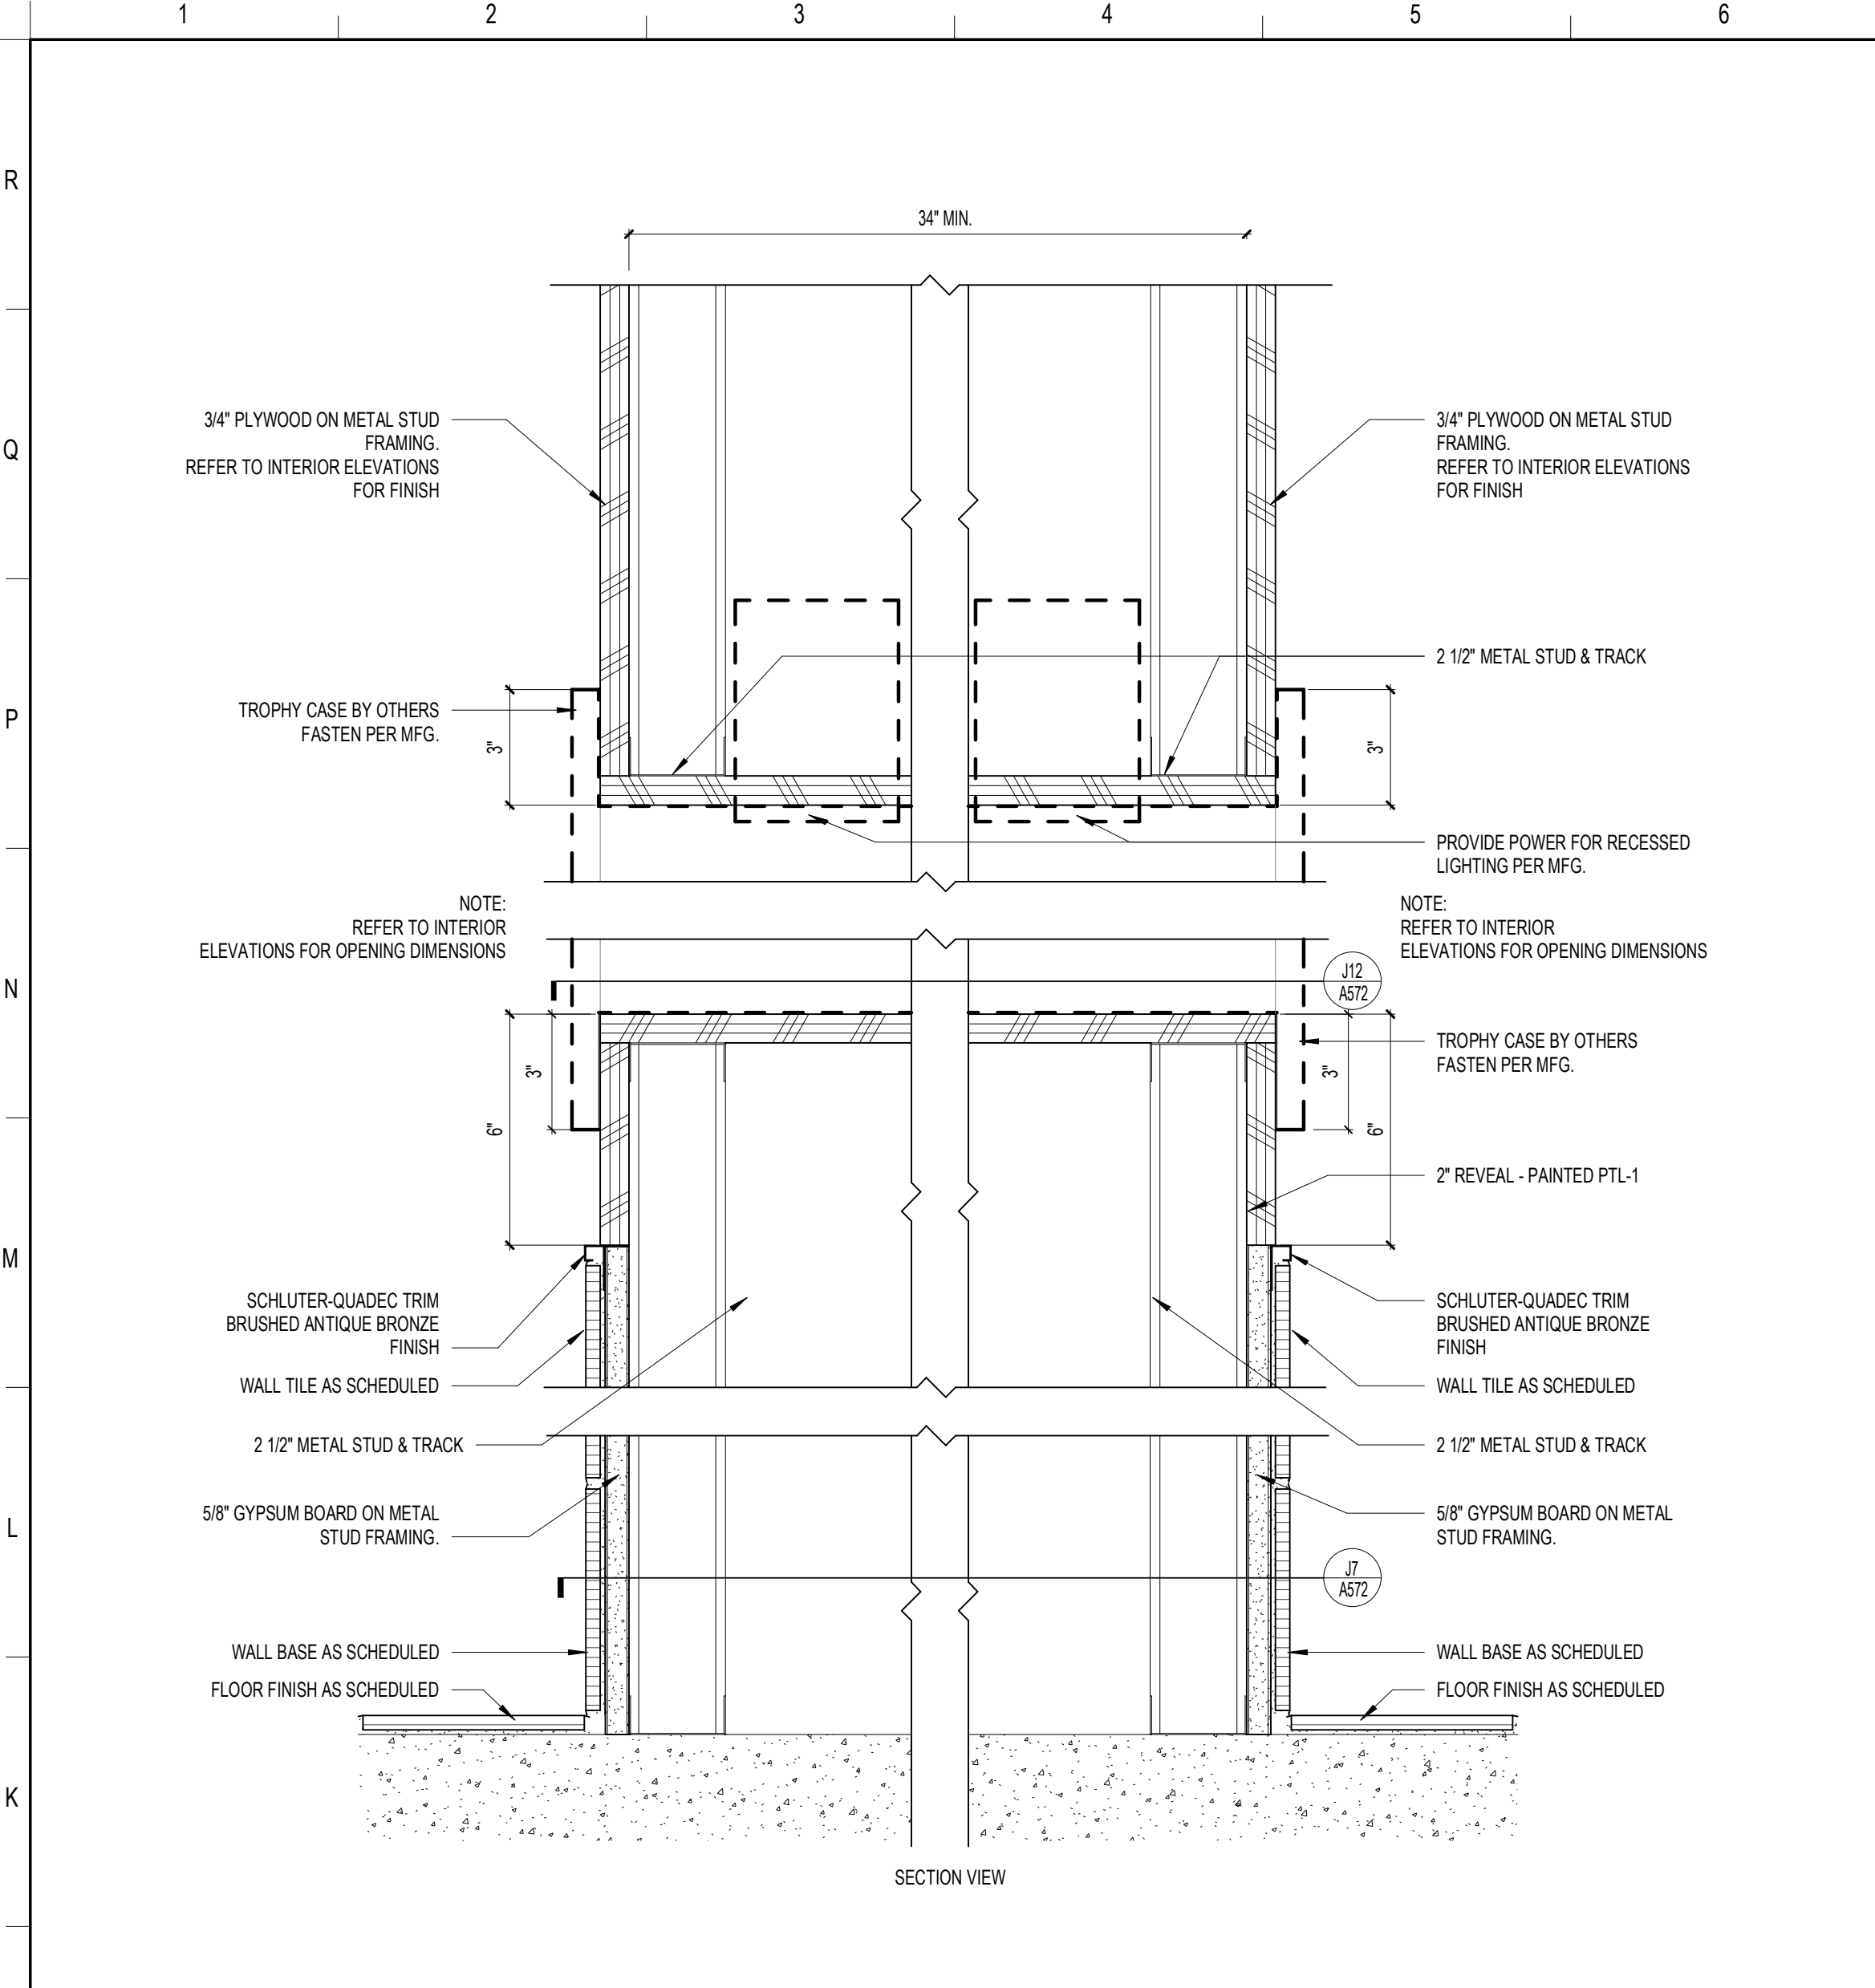 1 2 3 4 5 6
R
34" MIN.
Q
3/4" PLYWOOD ON METAL STUD
FRAMING.
REFER TO INTERIOR ELEVATIONS
FOR FINISH
3/4" PLYWOOD ON METAL STUD
FRAMING.
REFER TO INTERIOR ELEVATIONS
FOR FINISH
2 1/2" METAL STUD & TRACK
P
TROPHY CASE BY OTHERS
FASTEN PER MFG.
3"
3"
PROVIDE POWER FOR RECESSED
LIGHTING PER MFG.
NOTE:
REFER TO INTERIOR
ELEVATIONS FOR OPENING DIMENSIONS
NOTE:
REFER TO INTERIOR
ELEVATIONS FOR OPENING DIMENSIONS
N
J12
A572
TROPHY CASE BY OTHERS
FASTEN PER MFG.
3"
3"
6"
6"
2" REVEAL - PAINTED PTL-1
M
SCHLUTER-QUADEC TRIM
BRUSHED ANTIQUE BRONZE
FINISH
SCHLUTER-QUADEC TRIM
BRUSHED ANTIQUE BRONZE
FINISH
WALL TILE AS SCHEDULED
WALL TILE AS SCHEDULED
2 1/2" METAL STUD & TRACK
2 1/2" METAL STUD & TRACK
L
5/8" GYPSUM BOARD ON METAL
STUD FRAMING.
5/8" GYPSUM BOARD ON METAL
STUD FRAMING.
J7
A572
WALL BASE AS SCHEDULED
WALL BASE AS SCHEDULED
FLOOR FINISH AS SCHEDULED
FLOOR FINISH AS SCHEDULED
K
SECTION VIEW